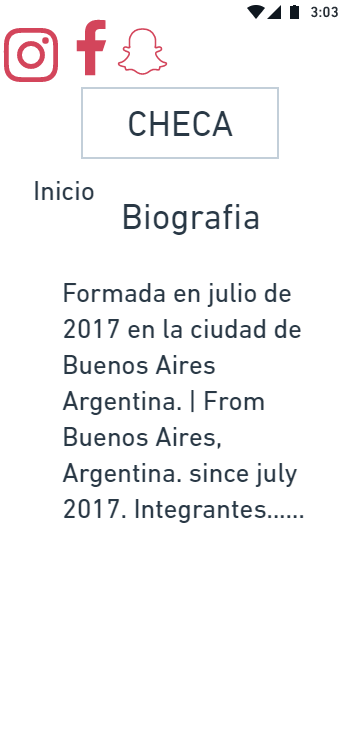 3:03
CHECA
Inicio
Biografia
Formada en julio de
2017 en la ciudad de
Buenos Aires
Argentina. | From
Buenos Aires,
Argentina. since july
2017. Integrantes......